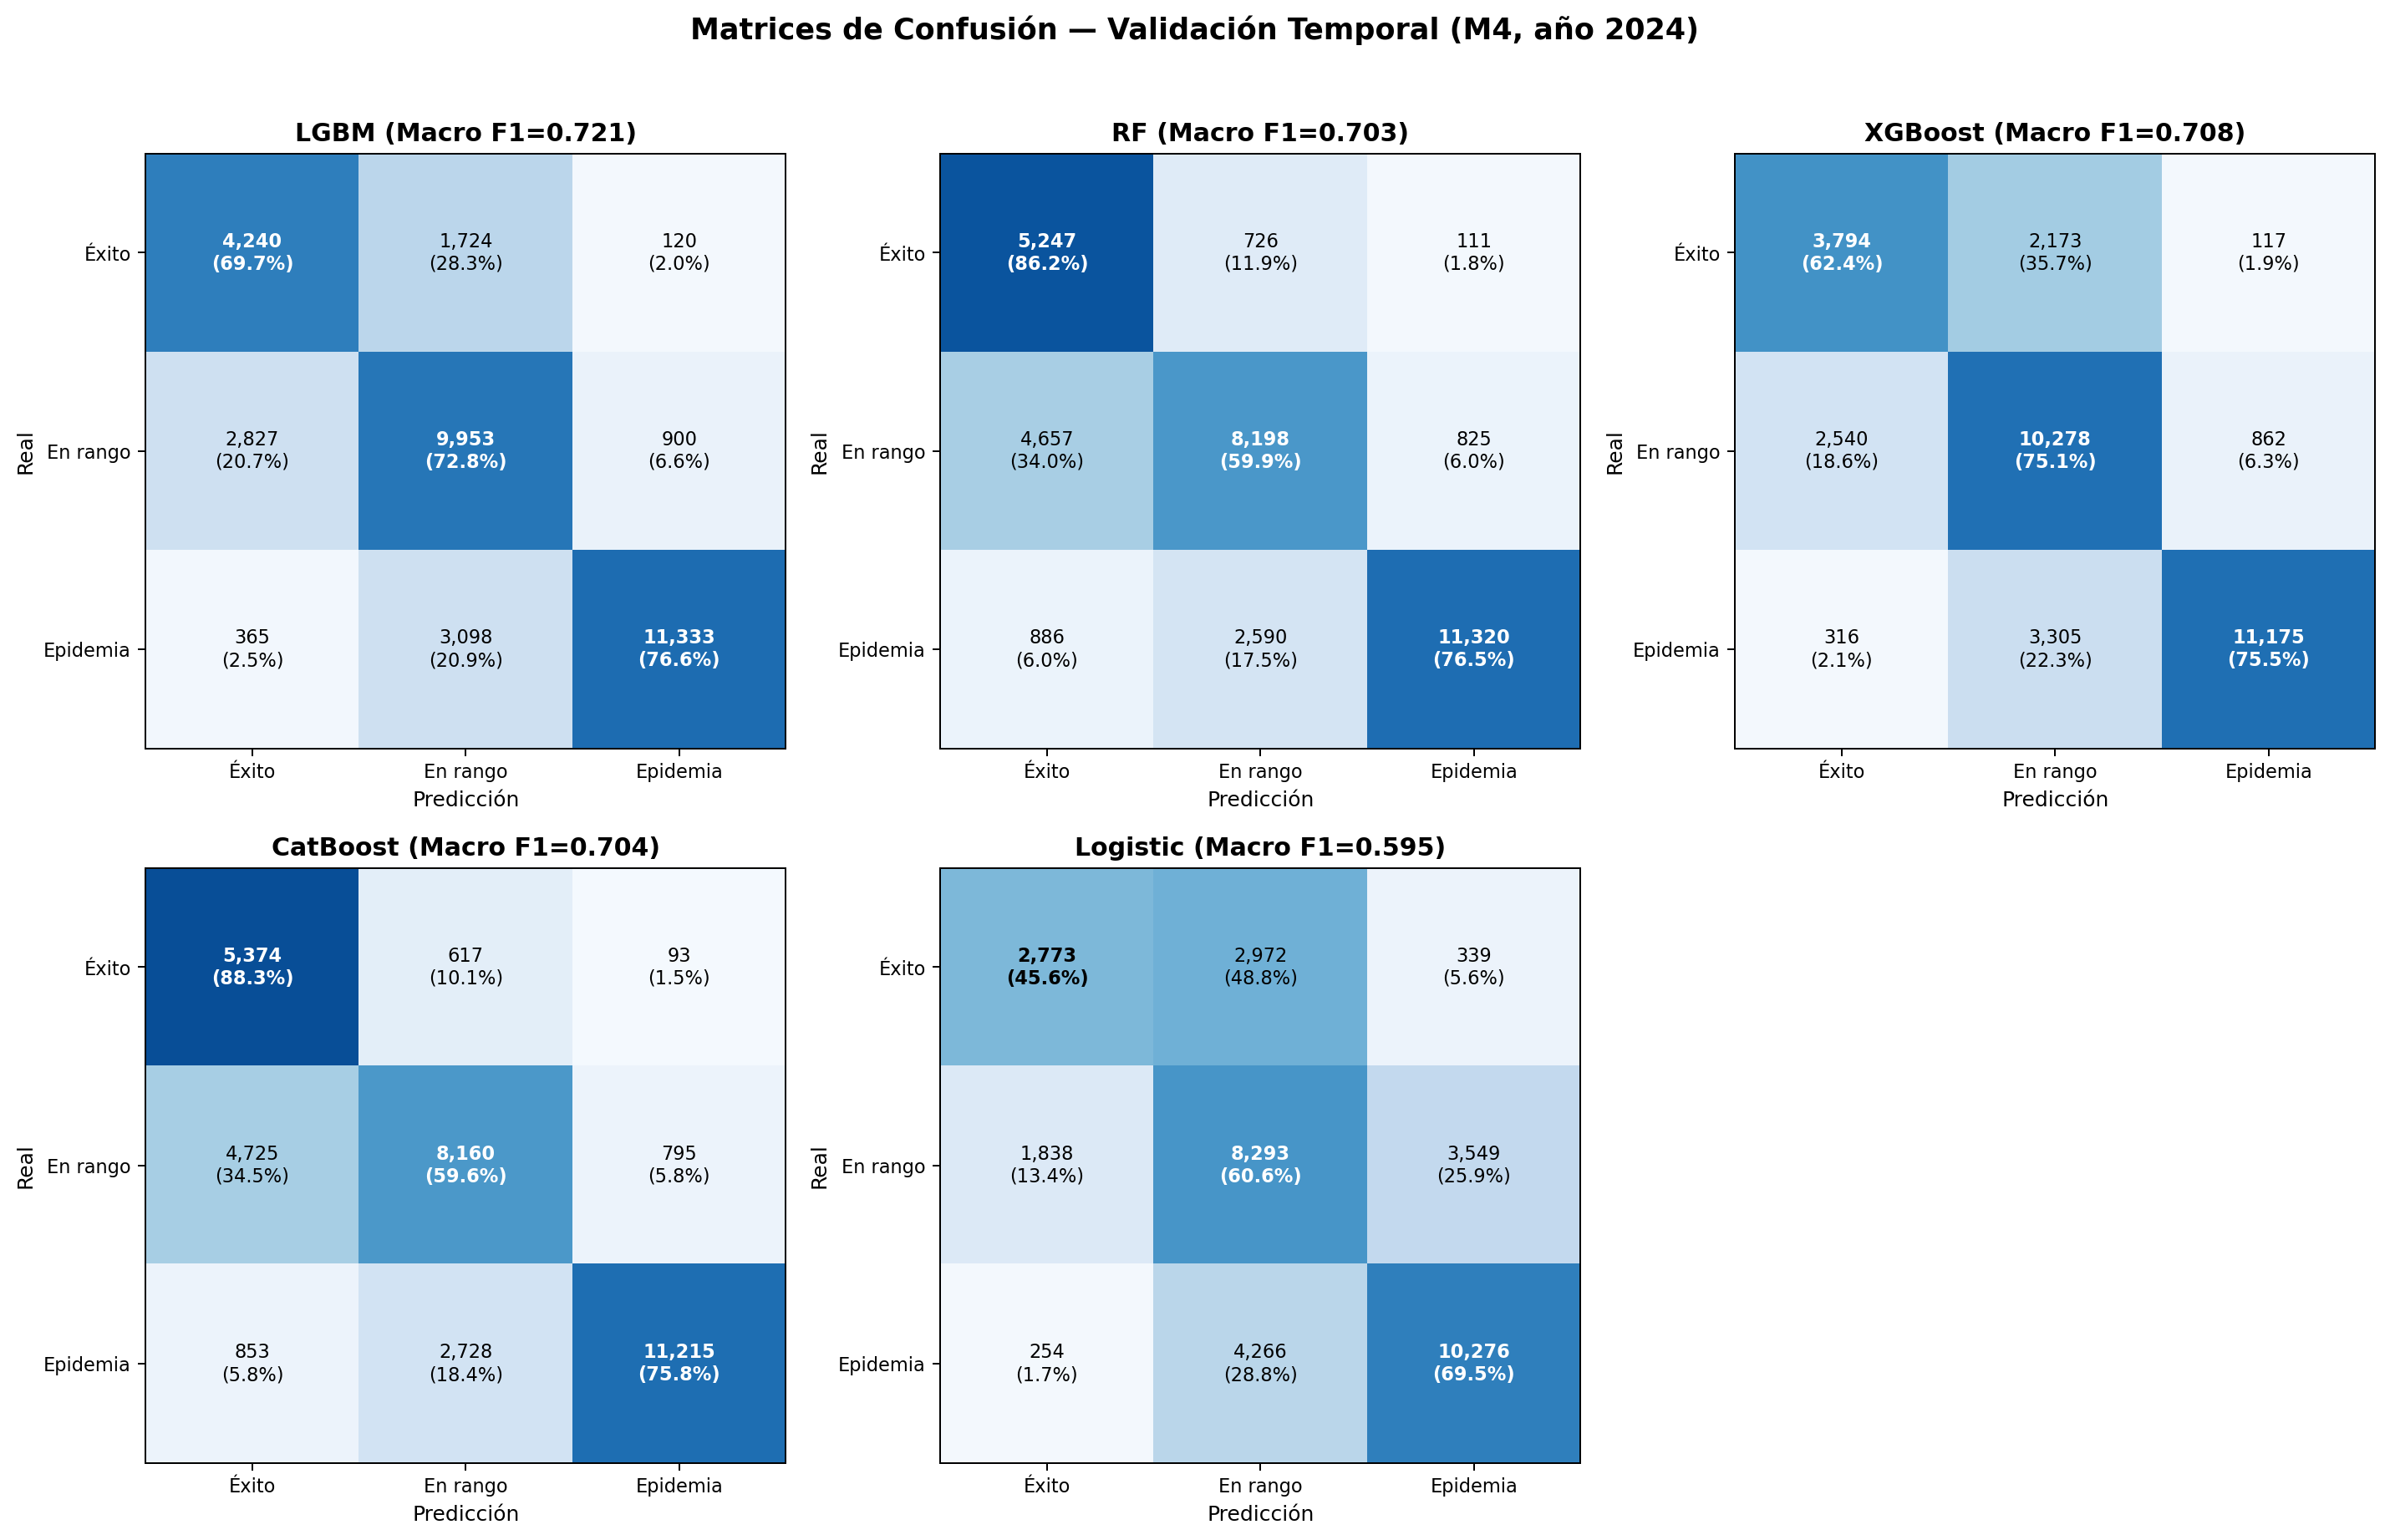 Matrices de Confusión — Validación Temporal (M4, año 2024)
LGBM (Macro F1=0.721)
Real
Éxito
4,240
(69.7%)
1,724
(28.3%)
120
(2.0%)
En rango
2,827
(20.7%)
9,953
(72.8%)
900
(6.6%)
Epidemia
365
(2.5%)
3,098
(20.9%)
11,333
(76.6%)
Éxito
En rango
Epidemia
Predicción
RF (Macro F1=0.703)
Real
Éxito
5,247
(86.2%)
726
(11.9%)
111
(1.8%)
En rango
4,657
(34.0%)
8,198
(59.9%)
825
(6.0%)
Epidemia
886
(6.0%)
2,590
(17.5%)
11,320
(76.5%)
Éxito
En rango
Epidemia
Predicción
XGBoost (Macro F1=0.708)
Real
Éxito
3,794
(62.4%)
2,173
(35.7%)
117
(1.9%)
En rango
2,540
(18.6%)
10,278
(75.1%)
862
(6.3%)
Epidemia
316
(2.1%)
3,305
(22.3%)
11,175
(75.5%)
Éxito
En rango
Epidemia
Predicción
CatBoost (Macro F1=0.704)
Real
Éxito
5,374
(88.3%)
617
(10.1%)
93
(1.5%)
En rango
4,725
(34.5%)
8,160
(59.6%)
795
(5.8%)
Epidemia
853
(5.8%)
2,728
(18.4%)
11,215
(75.8%)
Éxito
En rango
Epidemia
Predicción
Logistic (Macro F1=0.595)
Real
Éxito
2,773
(45.6%)
2,972
(48.8%)
339
(5.6%)
En rango
1,838
(13.4%)
8,293
(60.6%)
3,549
(25.9%)
Epidemia
254
(1.7%)
4,266
(28.8%)
10,276
(69.5%)
Éxito
En rango
Epidemia
Predicción